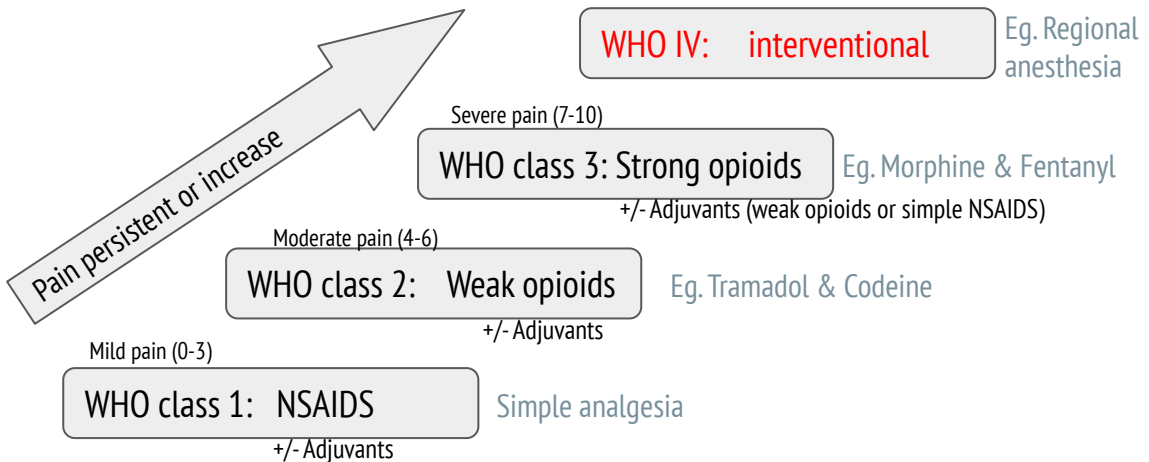 WHO IV: interventional
Eg. Regional
anesthesia
Severe pain (7-10)
WHO class 3: Strong opioids
Eg. Morphine & Fentanyl
+/- Adjuvants (weak opioids or simple NSAIDS)
Pain persistent or increase
Moderate pain (4-6)
WHO class 2: Weak opioids
Eg. Tramadol & Codeine
+/- Adjuvants
Mild pain (0-3)
WHO class 1: NSAIDS
Simple analgesia
+/- Adjuvants